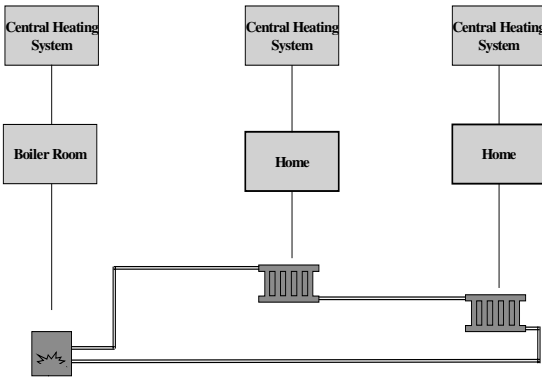 Central Heating
System
Central Heating
System
Central Heating
System
Boiler Room
Home
Home